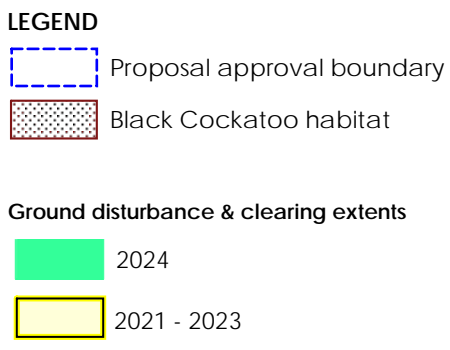 LEGEND
Proposal approval boundary
Black Cockatoo habitat
Ground disturbance & clearing extents
2024
2021 - 2023